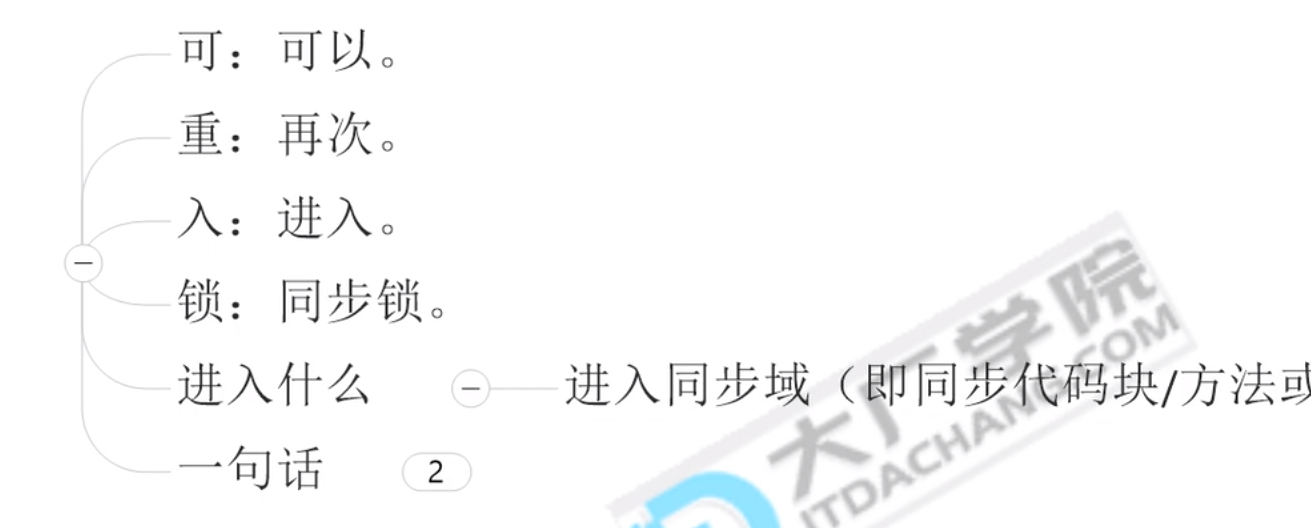 可：可以。
重：再次。
入：进入。
锁：同步锁。
进入什么 进入同步域（即同步代码块/方法或
一句话 2
大厂学院
ITDACHANG.COM